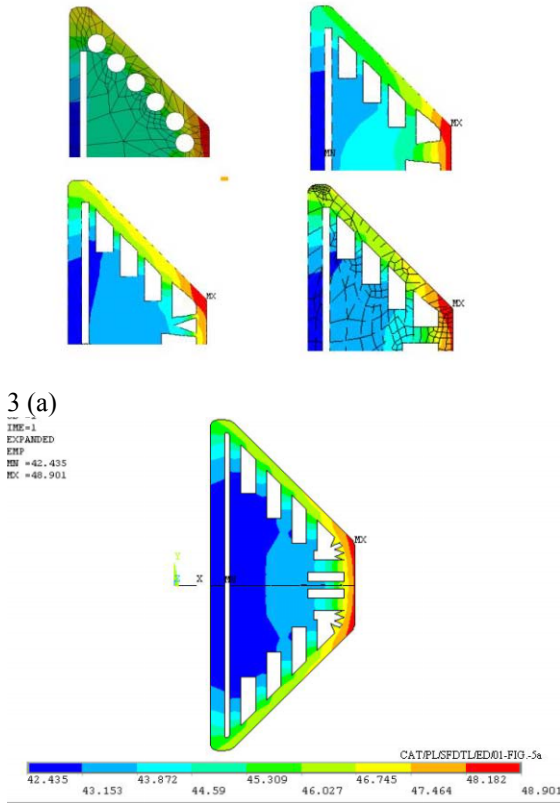 MX
MN
MX
MX
3 (a)
IME=1
EXPANDED
EMP
MN =42.435
MX =48.901
MX
Y
X
CAT/PL/SFDTL/ED/01-FIG.-5a
42.435 43.872 45.309 46.745 48.182
43.153 44.59 46.027 47.464 48.901